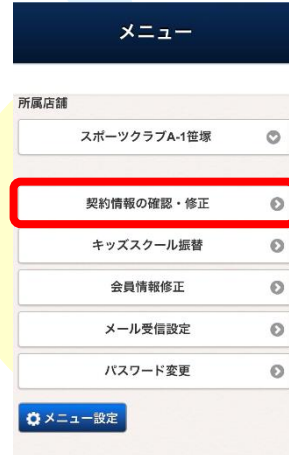 メニュー
所属店舗
スポーツクラブA-1笹塚
契約情報の確認・修正
キッズスクール振替
会員情報修正
メール受信設定
パスワード変更
メニュー設定